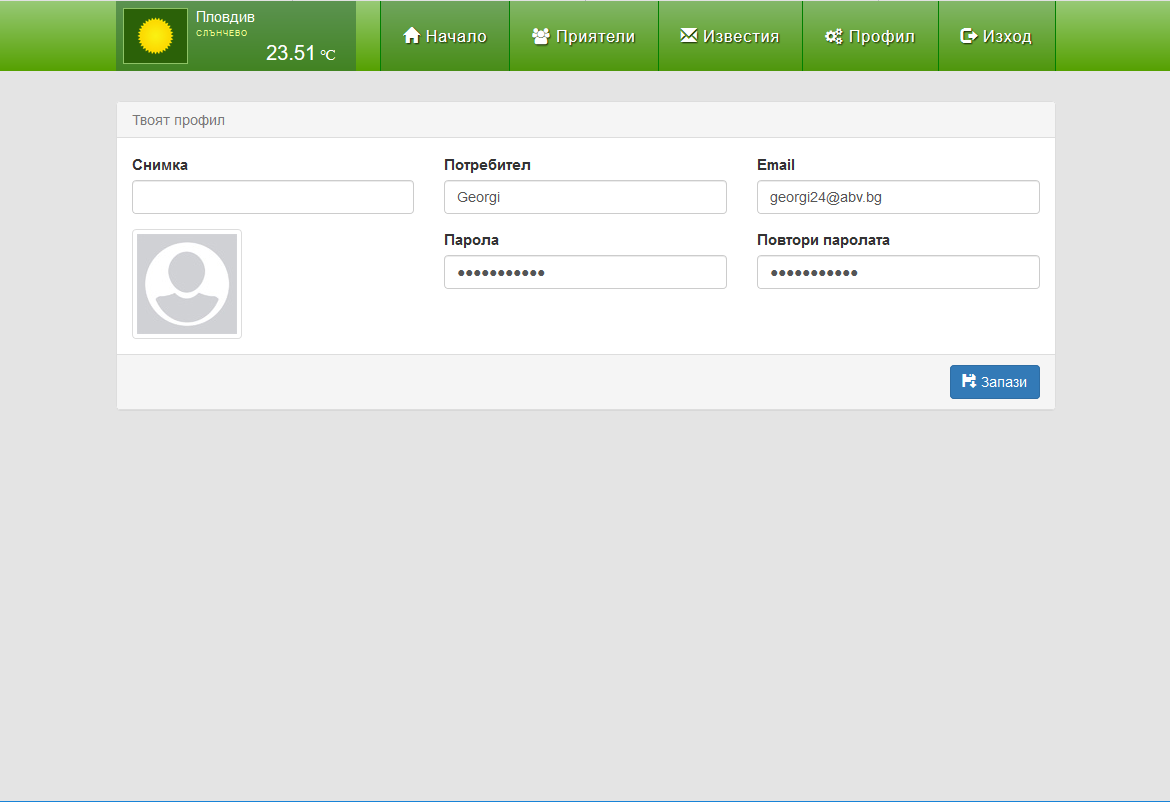 Пловдив
слънчево
23.51 °C
Начало
Приятели
Известия
Профил
Изход
Твоят профил
Снимка
Потребител
Email
Georgi
georgi24@abv.bg
Парола
Повтори паролата
•••••••••••
•••••••••••
Запази